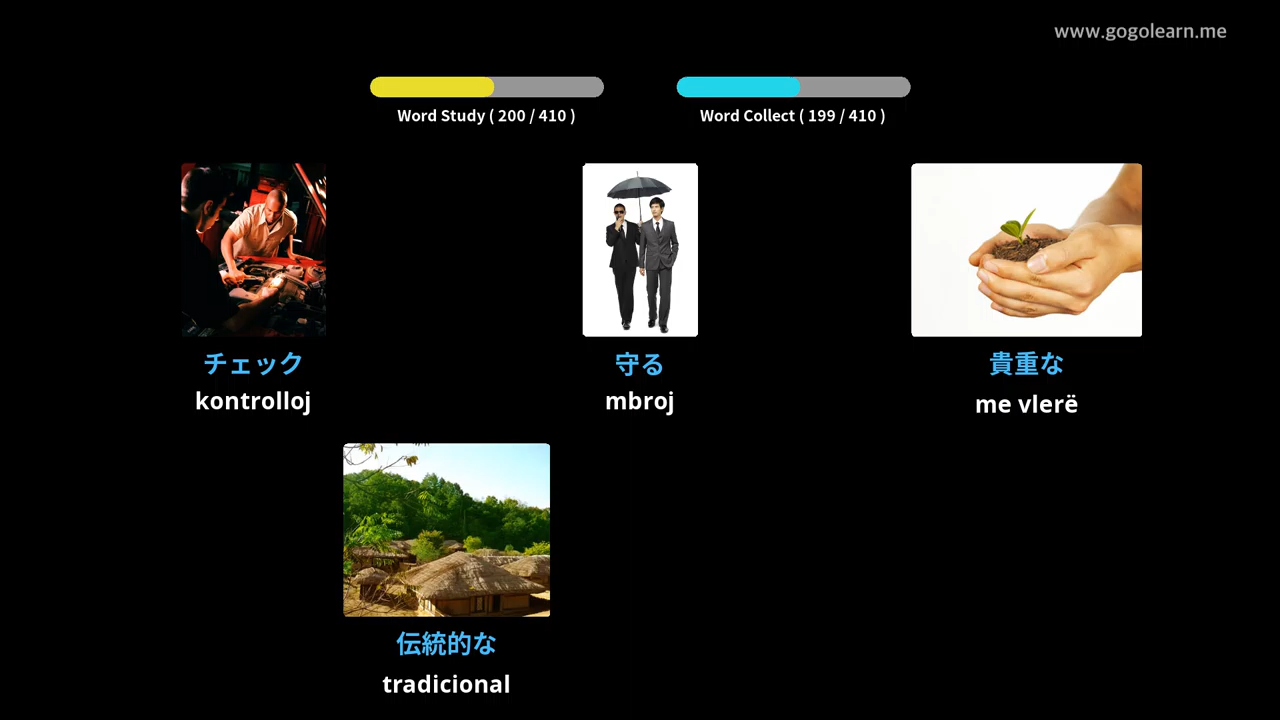 www.gogolearn.me
Word Study ( 200 / 410 )
Word Collect ( 199 / 410 )
チェック
kontrolloj
守る
mbroj
貴重な
me vlerë
伝統的な
tradicional